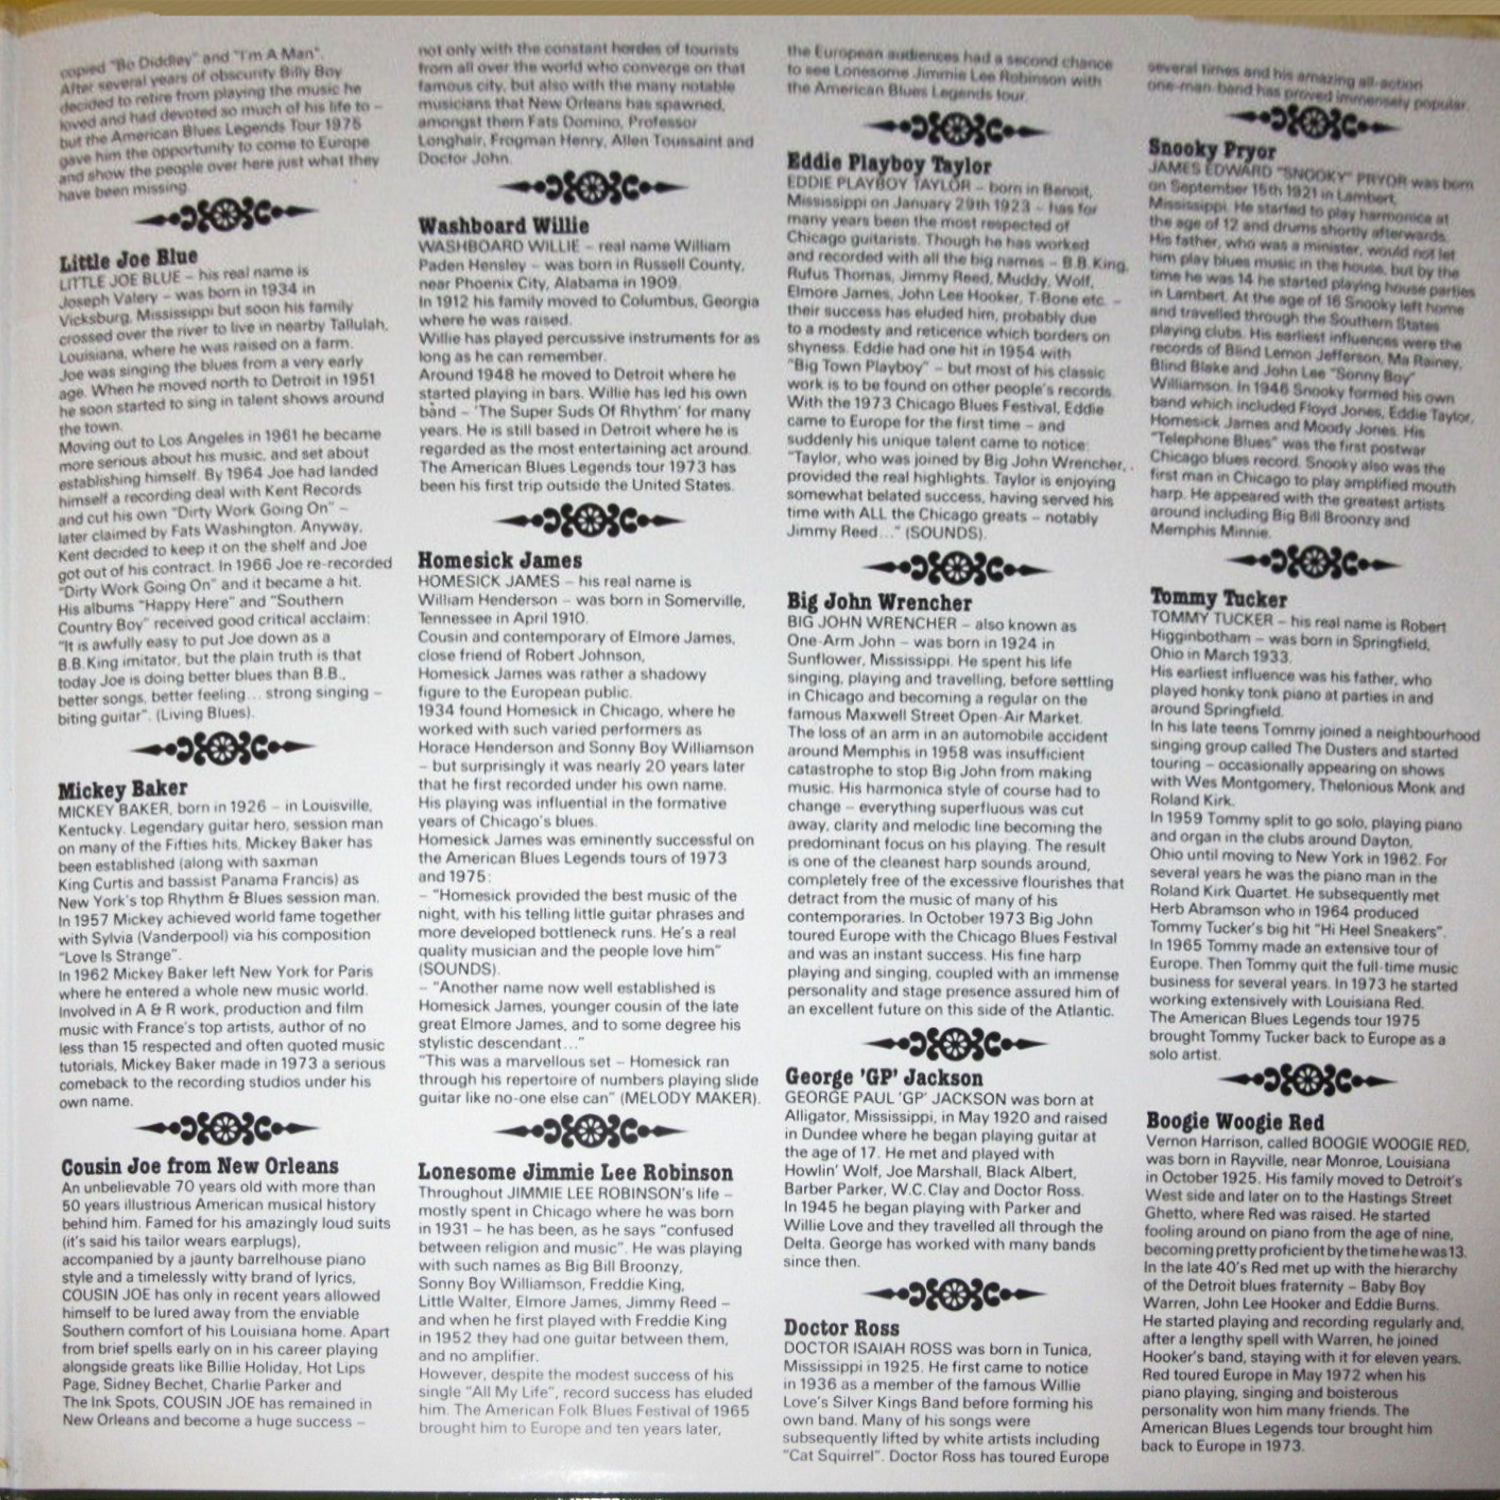 copied "Bo Diddley" and "I'm A Man".
After several years of obscurity Billy Boy
decided to retire from playing the music he
loved and had devoted so much of his life to –
but the American Blues Legends Tour 1975
gave him the opportunity to come to Europe
and show the people over here just what they
have been missing.
Little Joe Blue
LITTLE JOE BLUE – his real name is
Joseph Valery – was born in 1934 in
Vicksburg, Mississippi but soon his family
crossed over the river to live in nearby Tallulah,
Louisiana, where he was raised on a farm.
Joe was singing the blues from a very early
age. When he moved north to Detroit in 1951
he soon started to sing in talent shows around
the town.
Moving out to Los Angeles in 1961 he became
more serious about his music, and set about
establishing himself. By 1964 Joe had landed
himself a recording deal with Kent Records
and cut his own "Dirty Work Going On" –
later claimed by Fats Washington. Anyway,
Kent decided to keep it on the shelf and Joe
got out of his contract. In 1966 Joe re-recorded
"Dirty Work Going On" and it became a hit.
His albums "Happy Here" and "Southern
Country Boy" received good critical acclaim:
"It is awfully easy to put Joe down as a
B.B.King imitator, but the plain truth is that
today Joe is doing better blues than B.B.,
better songs, better feeling... strong singing –
biting guitar". (Living Blues).
Mickey Baker
MICKEY BAKER, born in 1926 – in Louisville,
Kentucky. Legendary guitar hero, session man
on many of the Fifties hits, Mickey Baker has
been established (along with saxman
King Curtis and bassist Panama Francis) as
New York's top Rhythm & Blues session man.
In 1957 Mickey achieved world fame together
with Sylvia (Vanderpool) via his composition
"Love Is Strange".
In 1962 Mickey Baker left New York for Paris
where he entered a whole new music world.
Involved in A & R work, production and film
music with France's top artists, author of no
less than 15 respected and often quoted music
tutorials, Mickey Baker made in 1973 a serious
comeback to the recording studios under his
own name.
Cousin Joe from New Orleans
An unbelievable 70 years old with more than
50 years illustrious American musical history
behind him. Famed for his amazingly loud suits
(it's said his tailor wears earplugs),
accompanied by a jaunty barrelhouse piano
style and a timelessly witty brand of lyrics,
COUSIN JOE has only in recent years allowed
himself to be lured away from the enviable
Southern comfort of his Louisiana home. Apart
from brief spells early on in his career playing
alongside greats like Billie Holiday, Hot Lips
Page, Sidney Bechet, Charlie Parker and
The Ink Spots, COUSIN JOE has remained in
New Orleans and become a huge success –
not only with the constant hordes of tourists
from all over the world who converge on that
famous city, but also with the many notable
musicians that New Orleans has spawned,
amongst them Fats Domino, Professor
Longhair, Frogman Henry, Allen Toussaint and
Doctor John.
Washboard Willie
WASHBOARD WILLIE – real name William
Paden Hensley – was born in Russell County,
near Phoenix City, Alabama in 1909.
In 1912 his family moved to Columbus, Georgia
where he was raised.
Willie has played percussive instruments for as
long as he can remember.
Around 1948 he moved to Detroit where he
started playing in bars. Willie has led his own
band – 'The Super Suds Of Rhythm' for many
years. He is still based in Detroit where he is
regarded as the most entertaining act around.
The American Blues Legends tour 1973 has
been his first trip outside the United States.
Homesick James
HOMESICK JAMES – his real name is
William Henderson – was born in Somerville,
Tennessee in April 1910.
Cousin and contemporary of Elmore James,
close friend of Robert Johnson,
Homesick James was rather a shadowy
figure to the European public.
1934 found Homesick in Chicago, where he
worked with such varied performers as
Horace Henderson and Sonny Boy Williamson
– but surprisingly it was nearly 20 years later
that he first recorded under his own name.
His playing was influential in the formative
years of Chicago's blues.
Homesick James was eminently successful on
the American Blues Legends tours of 1973
and 1975:
– "Homesick provided the best music of the
night, with his telling little guitar phrases and
more developed bottleneck runs. He's a real
quality musician and the people love him"
(SOUNDS).
– "Another name now well established is
Homesick James, younger cousin of the late
great Elmore James, and to some degree his
stylistic descendant..."
"This was a marvellous set – Homesick ran
through his repertoire of numbers playing slide
guitar like no-one else can" (MELODY MAKER).
Lonesome Jimmie Lee Robinson
Throughout JIMMIE LEE ROBINSON's life –
mostly spent in Chicago where he was born
in 1931 – he has been, as he says "confused
between religion and music". He was playing
with such names as Big Bill Broonzy,
Sonny Boy Williamson, Freddie King,
Little Walter, Elmore James, Jimmy Reed –
and when he first played with Freddie King
in 1952 they had one guitar between them,
and no amplifier.
However, despite the modest success of his
single "All My Life", record success has eluded
him. The American Folk Blues Festival of 1965
brought him to Europe and ten years later,
the European audiences had a second chance
to see Lonesome Jimmie Lee Robinson with
the American Blues Legends tour.
Eddie Playboy Taylor
EDDIE PLAYBOY TAYLOR – born in Benoit,
Mississippi on January 29th 1923 – has for
many years been the most respected of
Chicago guitarists. Though he has worked
and recorded with all the big names – B.B.King,
Rufus Thomas, Jimmy Reed, Muddy, Wolf,
Elmore James, John Lee Hooker, T-Bone etc. –
their success has eluded him, probably due
to a modesty and reticence which borders on
shyness. Eddie had one hit in 1954 with
"Big Town Playboy" – but most of his classic
work is to be found on other people's records.
With the 1973 Chicago Blues Festival, Eddie
came to Europe for the first time – and
suddenly his unique talent came to notice:
"Taylor, who was joined by Big John Wrencher, .
provided the real highlights. Taylor is enjoying
somewhat belated success, having served his
time with ALL the Chicago greats – notably
Jimmy Reed..." (SOUNDS).
Big John Wrencher
BIG JOHN WRENCHER – also known as
One-Arm John – was born in 1924 in
Sunflower, Mississippi. He spent his life
singing, playing and travelling, before settling
in Chicago and becoming a regular on the
famous Maxwell Street Open-Air Market.
The loss of an arm in an automobile accident
around Memphis in 1958 was insufficient
catastrophe to stop Big John from making
music. His harmonica style of course had to
change – everything superfluous was cut
away, clarity and melodic line becoming the
predominant focus on his playing. The result
is one of the cleanest harp sounds around,
completely free of the excessive flourishes that
detract from the music of many of his
contemporaries. In October 1973 Big John
toured Europe with the Chicago Blues Festival
and was an instant success. His fine harp
playing and singing, coupled with an immense
personality and stage presence assured him of
an excellent future on this side of the Atlantic.
George 'GP' Jackson
GEORGE PAUL 'GP' JACKSON was born at
Alligator, Mississippi, in May 1920 and raised
in Dundee where he began playing guitar at
the age of 17. He met and played with
Howlin' Wolf, Joe Marshall, Black Albert,
Barber Parker, W.C.Clay and Doctor Ross.
In 1945 he began playing with Parker and
Willie Love and they travelled all through the
Delta. George has worked with many bands
since then.
Doctor Ross
DOCTOR ISAIAH ROSS was born in Tunica,
Mississippi in 1925. He first came to notice
in 1936 as a member of the famous Willie
Love's Silver Kings Band before forming his
own band. Many of his songs were
subsequently lifted by white artists including
"Cat Squirrel". Doctor Ross has toured Europe
several times and his amazing all-action
one-man-band has proved immensely popular.
Snooky Pryor
JAMES EDWARD "SNOOKY" PRYOR was born
on September 15th 1921 in Lambert,
Mississippi. He started to play harmonica at
the age of 12 and drums shortly afterwards.
His father, who was a minister, would not let
him play blues music in the house, but by the
time he was 14 he started playing house parties
in Lambert. At the age of 16 Snooky left home
and travelled through the Southern States
playing clubs. His earliest influences were the
records of Blind Lemon Jefferson, Ma Rainey,
Blind Blake and John Lee "Sonny Boy"
Williamson. In 1946 Snooky formed his own
band which included Floyd Jones, Eddie Taylor,
Homesick James and Moody Jones. His
"Telephone Blues" was the first postwar
Chicago blues record. Snooky also was the
first man in Chicago to play amplified mouth
harp. He appeared with the greatest artists
around including Big Bill Broonzy and
Memphis Minnie.
Tommy Tucker
TOMMY TUCKER – his real name is Robert
Higginbotham – was born in Springfield,
Ohio in March 1933.
His earliest influence was his father, who
played honky tonk piano at parties in and
around Springfield.
In his late teens Tommy joined a neighbourhood
singing group called The Dusters and started
touring – occasionally appearing on shows
with Wes Montgomery, Thelonious Monk and
Roland Kirk.
In 1959 Tommy split to go solo, playing piano
and organ in the clubs around Dayton,
Ohio until moving to New York in 1962. For
several years he was the piano man in the
Roland Kirk Quartet. He subsequently met
Herb Abramson who in 1964 produced
Tommy Tucker's big hit "Hi Heel Sneakers".
In 1965 Tommy made an extensive tour of
Europe. Then Tommy quit the full-time music
business for several years. In 1973 he started
working extensively with Louisiana Red.
The American Blues Legends tour 1975
brought Tommy Tucker back to Europe as a
solo artist.
Boogie Woogie Red
Vernon Harrison, called BOOGIE WOOGIE RED,
was born in Rayville, near Monroe, Louisiana
in October 1925. His family moved to Detroit's
West side and later on to the Hastings Street
Ghetto, where Red was raised. He started
fooling around on piano from the age of nine,
becoming pretty proficient by the time he was 13.
In the late 40's Red met up with the hierarchy
of the Detroit blues fraternity – Baby Boy
Warren, John Lee Hooker and Eddie Burns.
He started playing and recording regularly and,
after a lengthy spell with Warren, he joined
Hooker's band, staying with it for eleven years.
Red toured Europe in May 1972 when his
piano playing, singing and boisterous
personality won him many friends. The
American Blues Legends tour brought him
back to Europe in 1973.